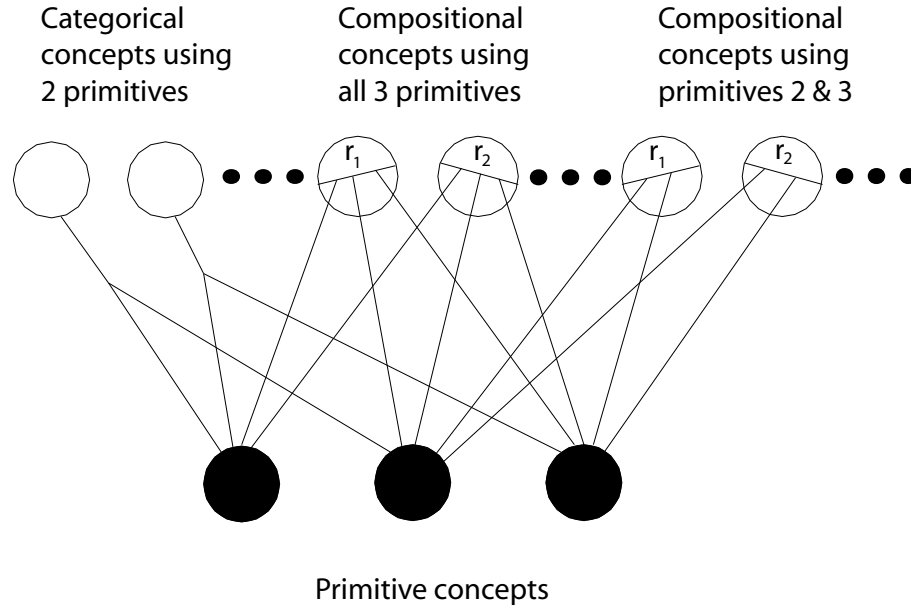 Categorical
concepts using
2 primitives
Compositional
concepts using
all 3 primitives
Compositional
concepts using
primitives 2 & 3
r₁
r₂
r₁
r₂
Primitive concepts